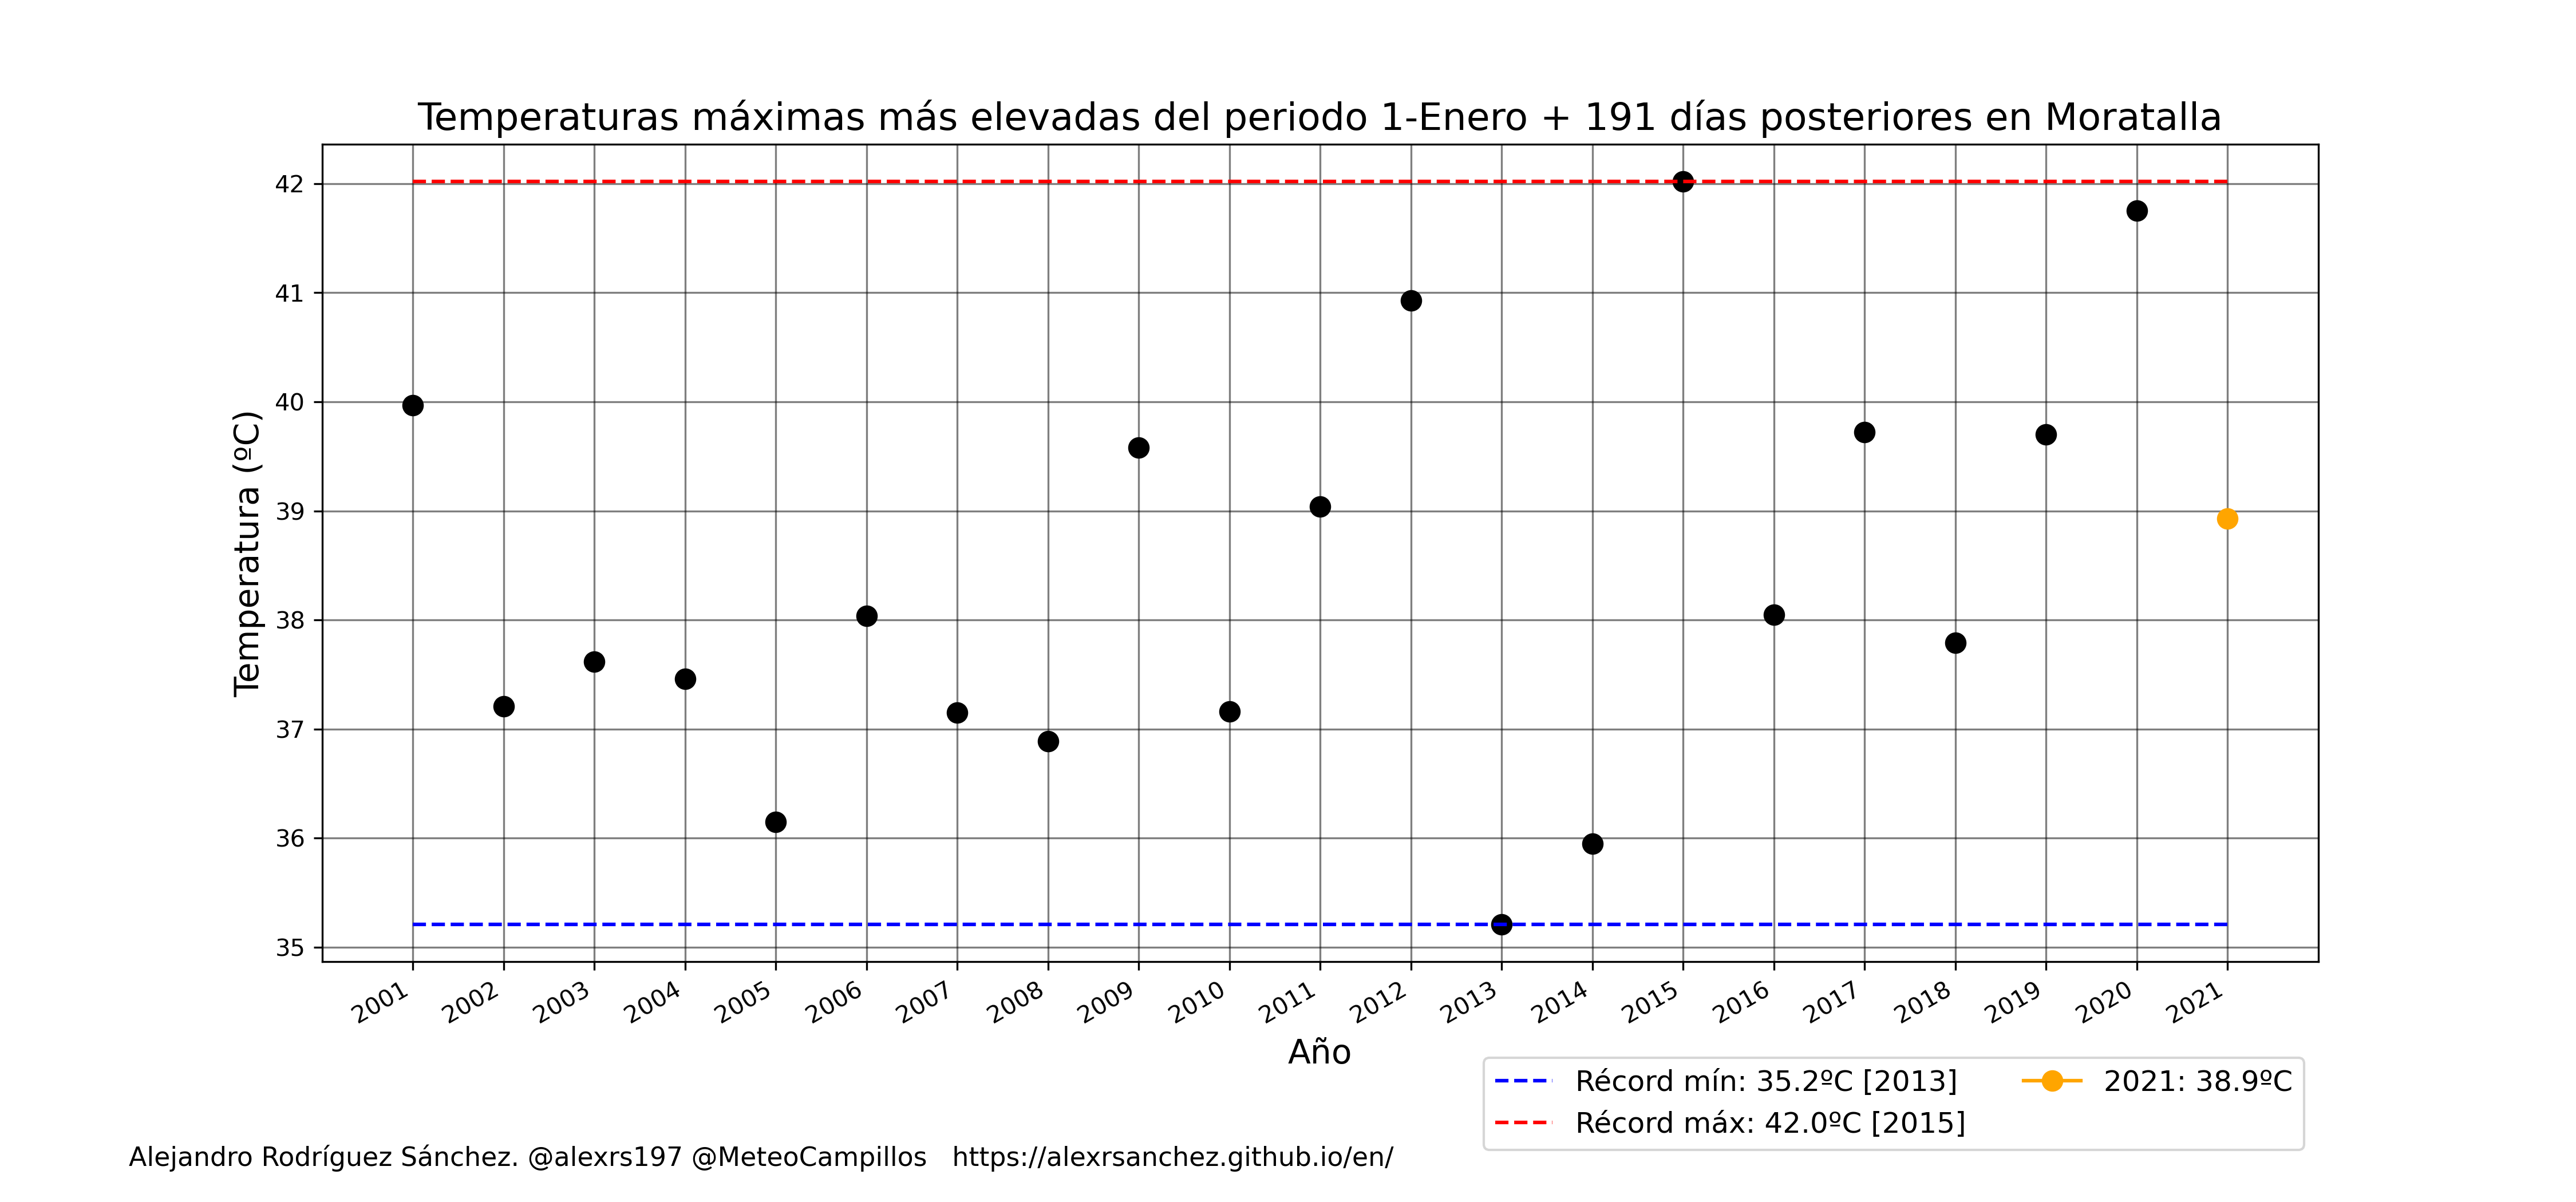 Temperaturas máximas más elevadas del periodo 1-Enero + 191 días posteriores en Moratalla
Temperatura (ºC)
42
41
40
39
38
37
36
35
2001 2002 2003 2004 2005 2006 2007 2008 2009 2010 2011 2012 2013 2014 2015 2016 2017 2018 2019 2020 2021
Año
Récord mín: 35.2ºC [2013]
Récord máx: 42.0ºC [2015]
2021: 38.9ºC
Alejandro Rodríguez Sánchez. @alexrs197 @MeteoCampillos   https://alexrsanchez.github.io/en/